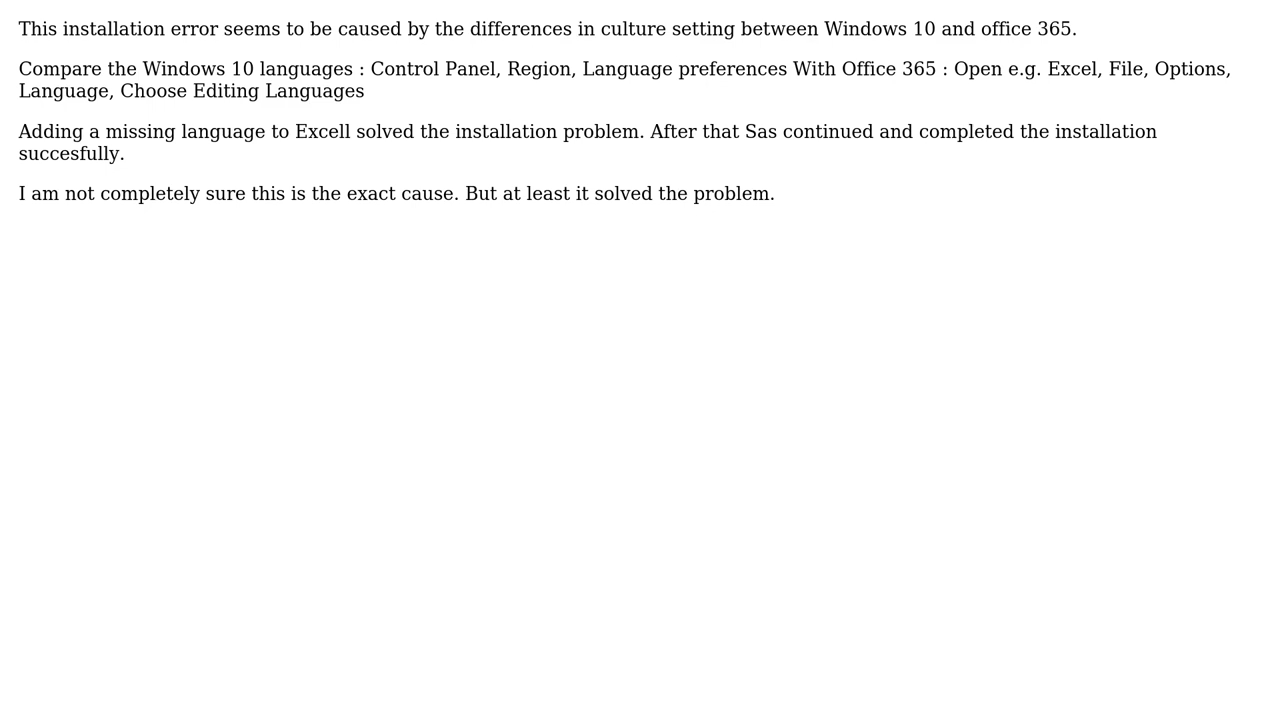 This installation error seems to be caused by the differences in culture setting between Windows 10 and office 365.
Compare the Windows 10 languages : Control Panel, Region, Language preferences With Office 365 : Open e.g. Excel, File, Options,
Language, Choose Editing Languages
Adding a missing language to Excell solved the installation problem. After that Sas continued and completed the installation
succesfully.
I am not completely sure this is the exact cause. But at least it solved the problem.